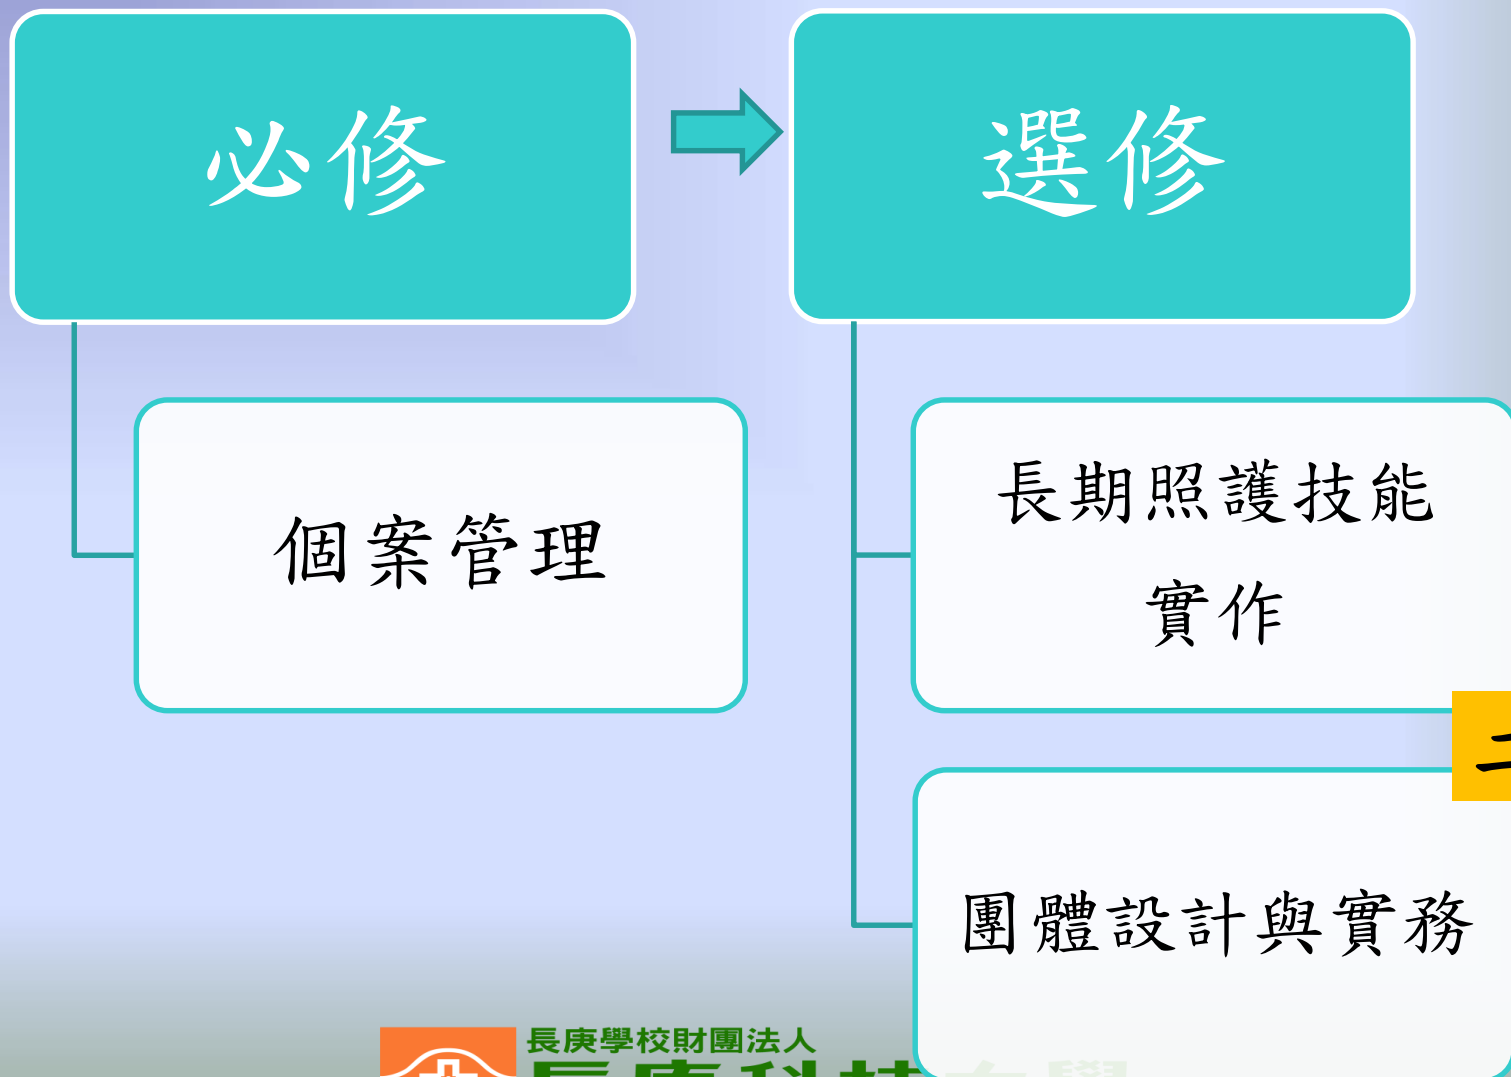 必修
選修
個案管理
長期照護技能
實作
團體設計與實務
長庚學校財團法人